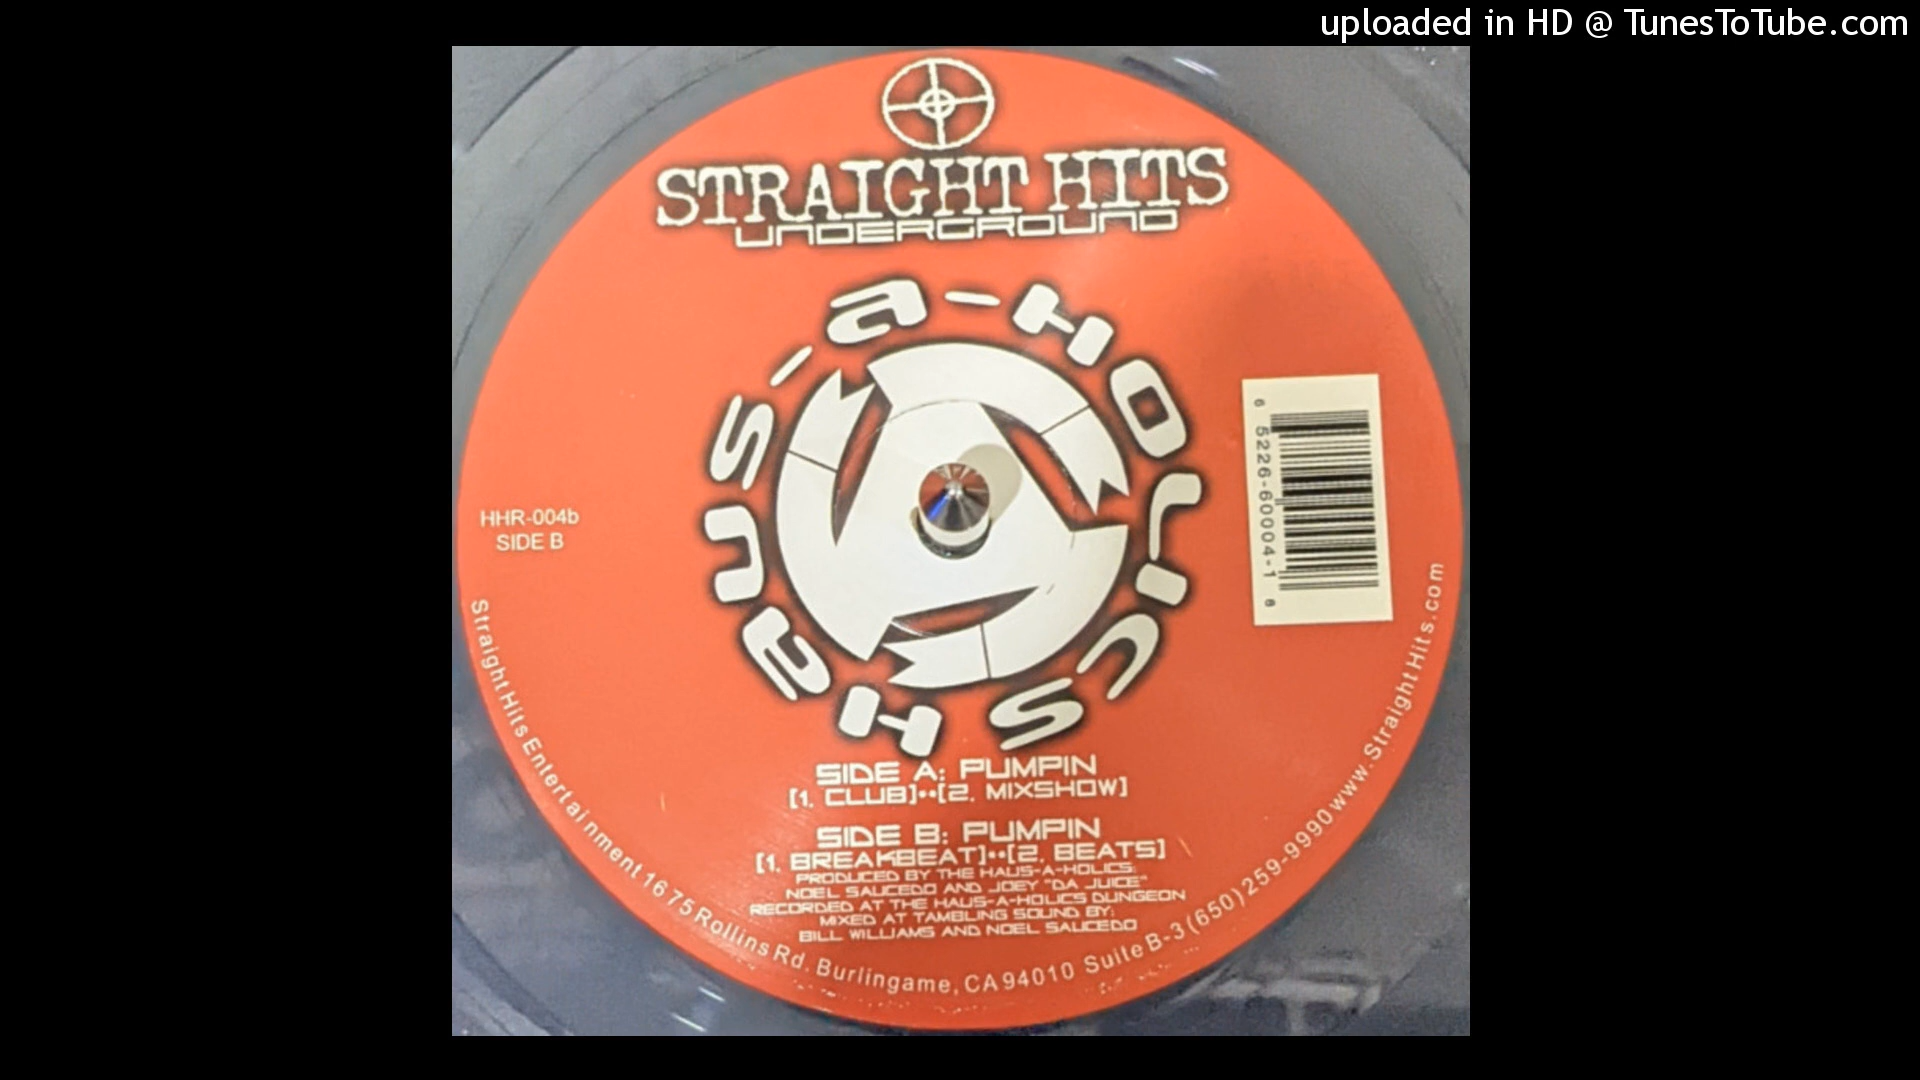 uploaded in HD @ TunesToTube.com
STRAIGHT HITS
UNDERGROUND
Haus-a-Holics
HHR-004b
SIDE B
6 52266-0004-1 8
SIDE A: PUMPIN
[1. CLUB]••[2. MIXSHOW]
SIDE B: PUMPIN
[1. BREAKBEAT]••[2. BEATS]
PRODUCED BY THE HAUS-A-HOLICS:
NOEL SAUCEDO AND JOEY "DA JUICE"
RECORDED AT THE HAUS-A-HOLICS DUNGEON
MIXED AT TAMBLING SOUND BY:
BILL WILLIAMS AND NOEL SAUCEDO
Straight Hits Entertainment 1675 Rollins Rd. Burlingame, CA 94010 Suite B-3 (650) 259-9990 www.StraightHits.com